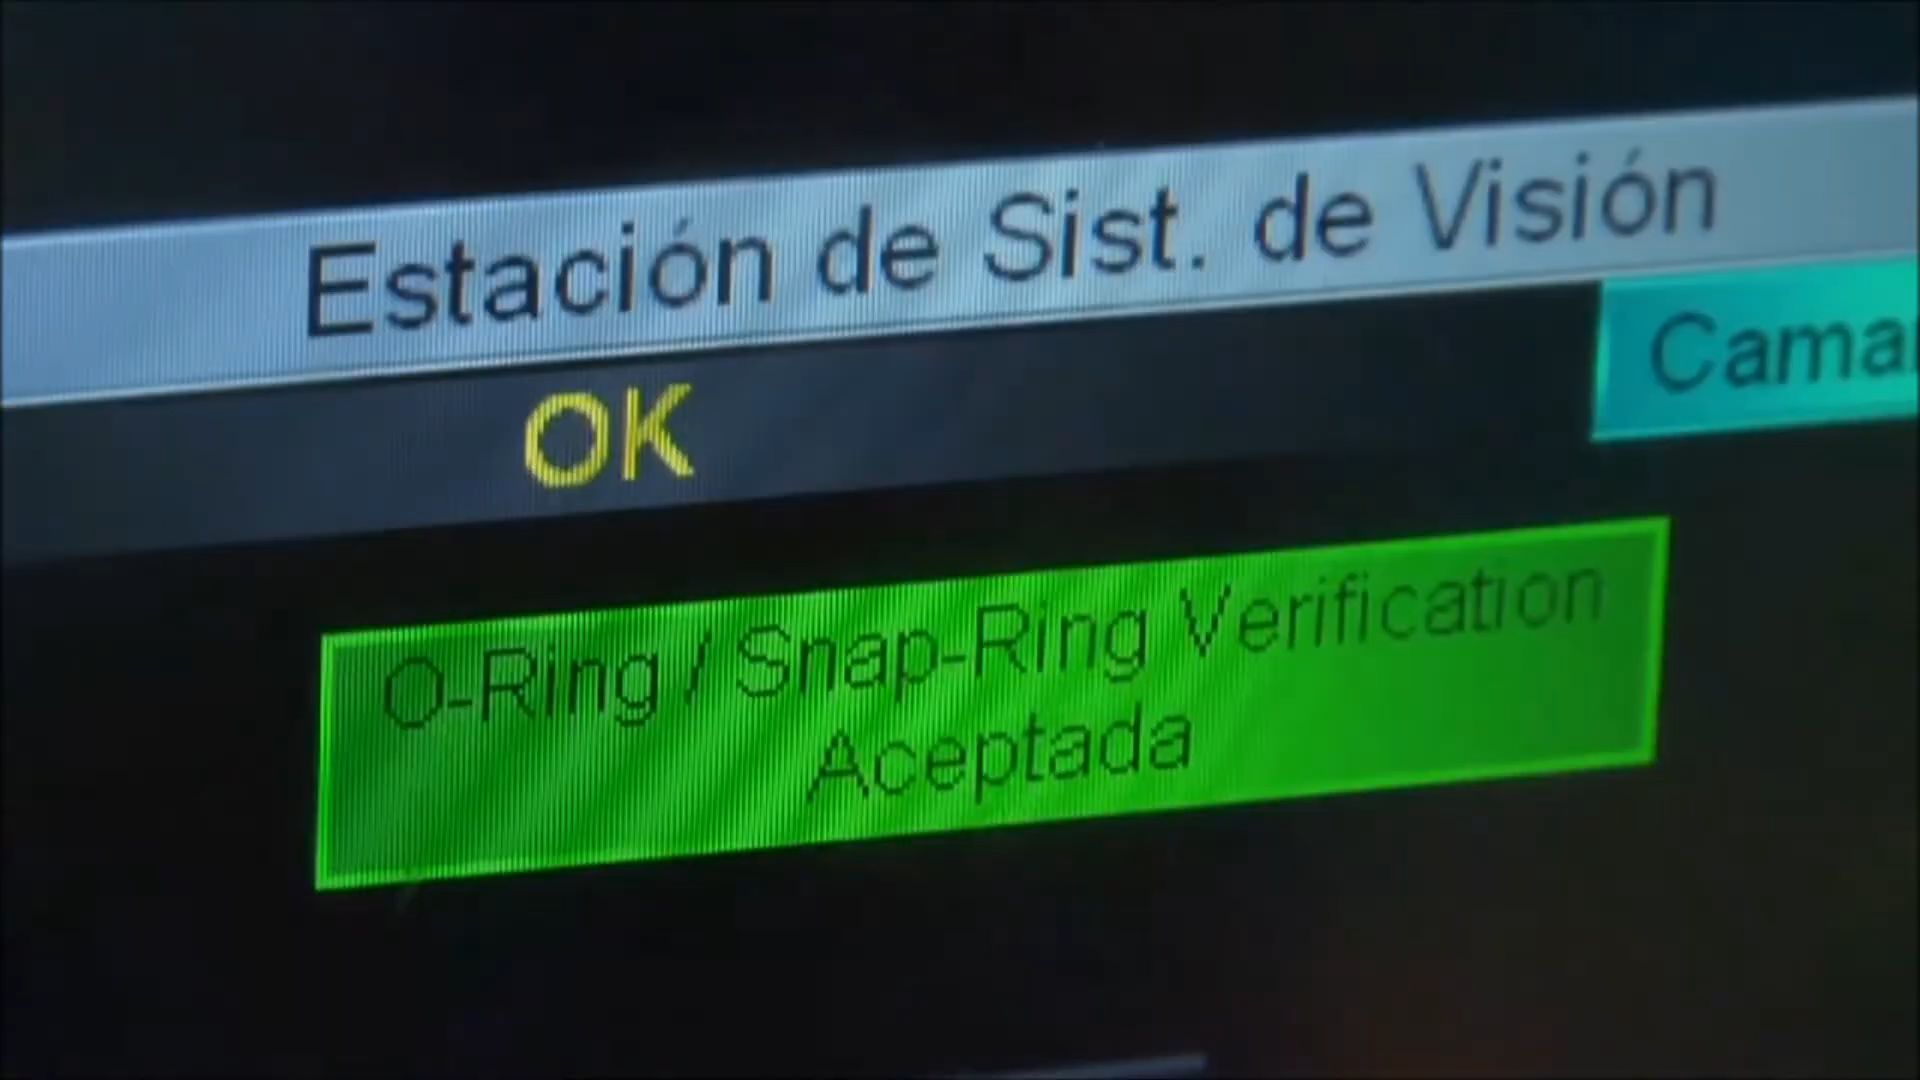 Estación de Sist. de Visión
OK
O-Ring / Snap-Ring Verification
Aceptada